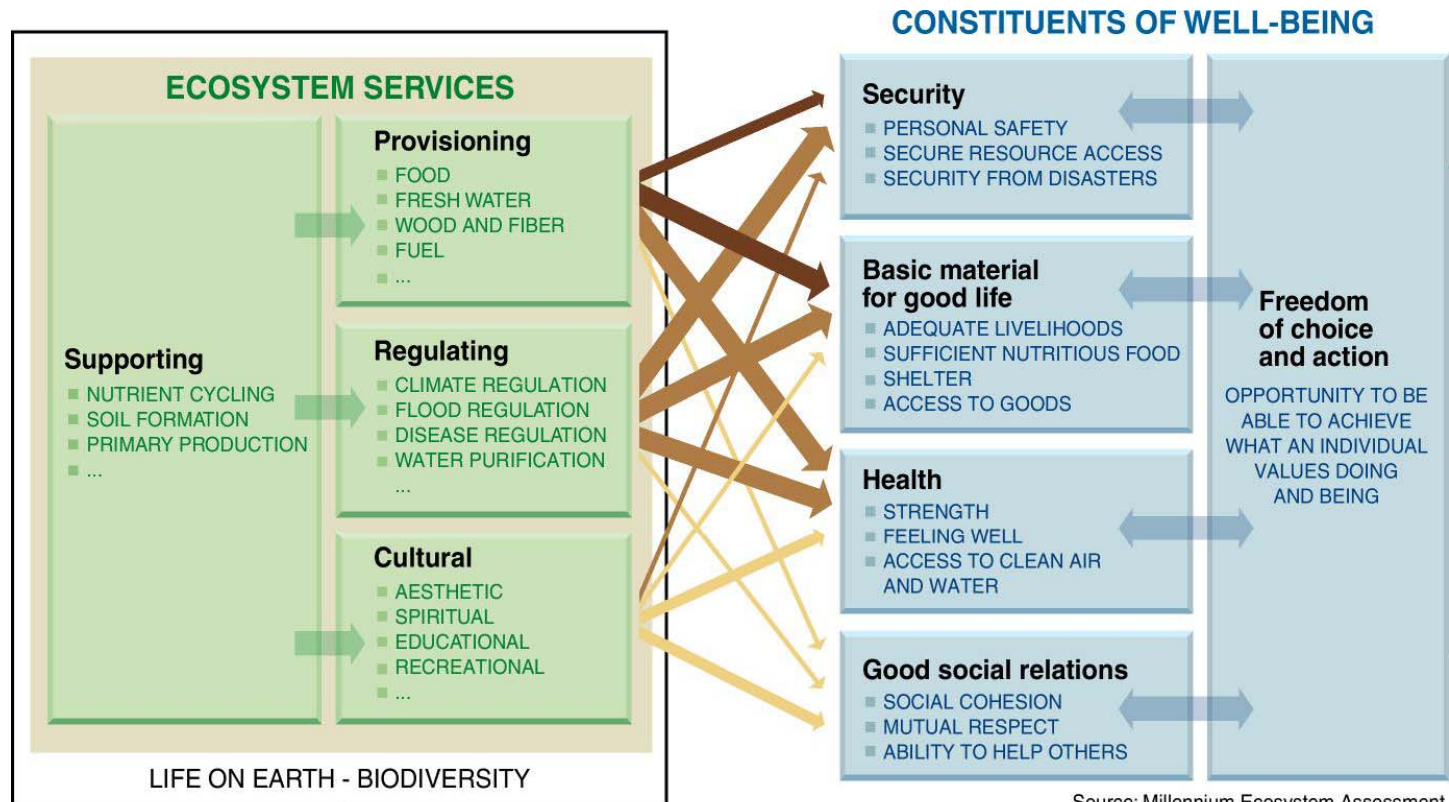 CONSTITUENTS OF WELL-BEING
ECOSYSTEM SERVICES
Supporting
NUTRIENT CYCLING
SOIL FORMATION
PRIMARY PRODUCTION
...
Provisioning
FOOD
FRESH WATER
WOOD AND FIBER
FUEL
...
Regulating
CLIMATE REGULATION
FLOOD REGULATION
DISEASE REGULATION
WATER PURIFICATION
...
Cultural
AESTHETIC
SPIRITUAL
EDUCATIONAL
RECREATIONAL
...
LIFE ON EARTH - BIODIVERSITY
Security
PERSONAL SAFETY
SECURE RESOURCE ACCESS
SECURITY FROM DISASTERS
Basic material
for good life
ADEQUATE LIVELIHOODS
SUFFICIENT NUTRITIOUS FOOD
SHELTER
ACCESS TO GOODS
Health
STRENGTH
FEELING WELL
ACCESS TO CLEAN AIR
AND WATER
Good social relations
SOCIAL COHESION
MUTUAL RESPECT
ABILITY TO HELP OTHERS
Freedom
of choice
and action
OPPORTUNITY TO BE
ABLE TO ACHIEVE
WHAT AN INDIVIDUAL
VALUES DOING
AND BEING
Source: Millennium Ecosystem Assessment